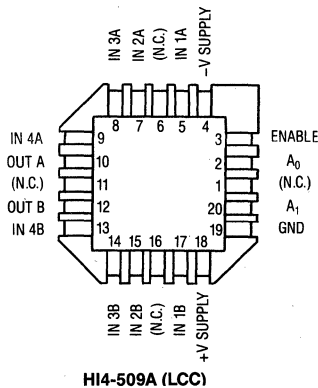 IN 3A
IN 2A
(N.C.)
IN 1A
−V SUPPLY
8 7 6 5 4
IN 4A 9 3 ENABLE
OUT A 10 2 A₀
(N.C.) 11 1 (N.C.)
OUT B 12 20 A₁
IN 4B 13 19 GND
14 15 16 17 18
IN 3B
IN 2B
(N.C.)
IN 1B
+V SUPPLY
HI4-509A (LCC)